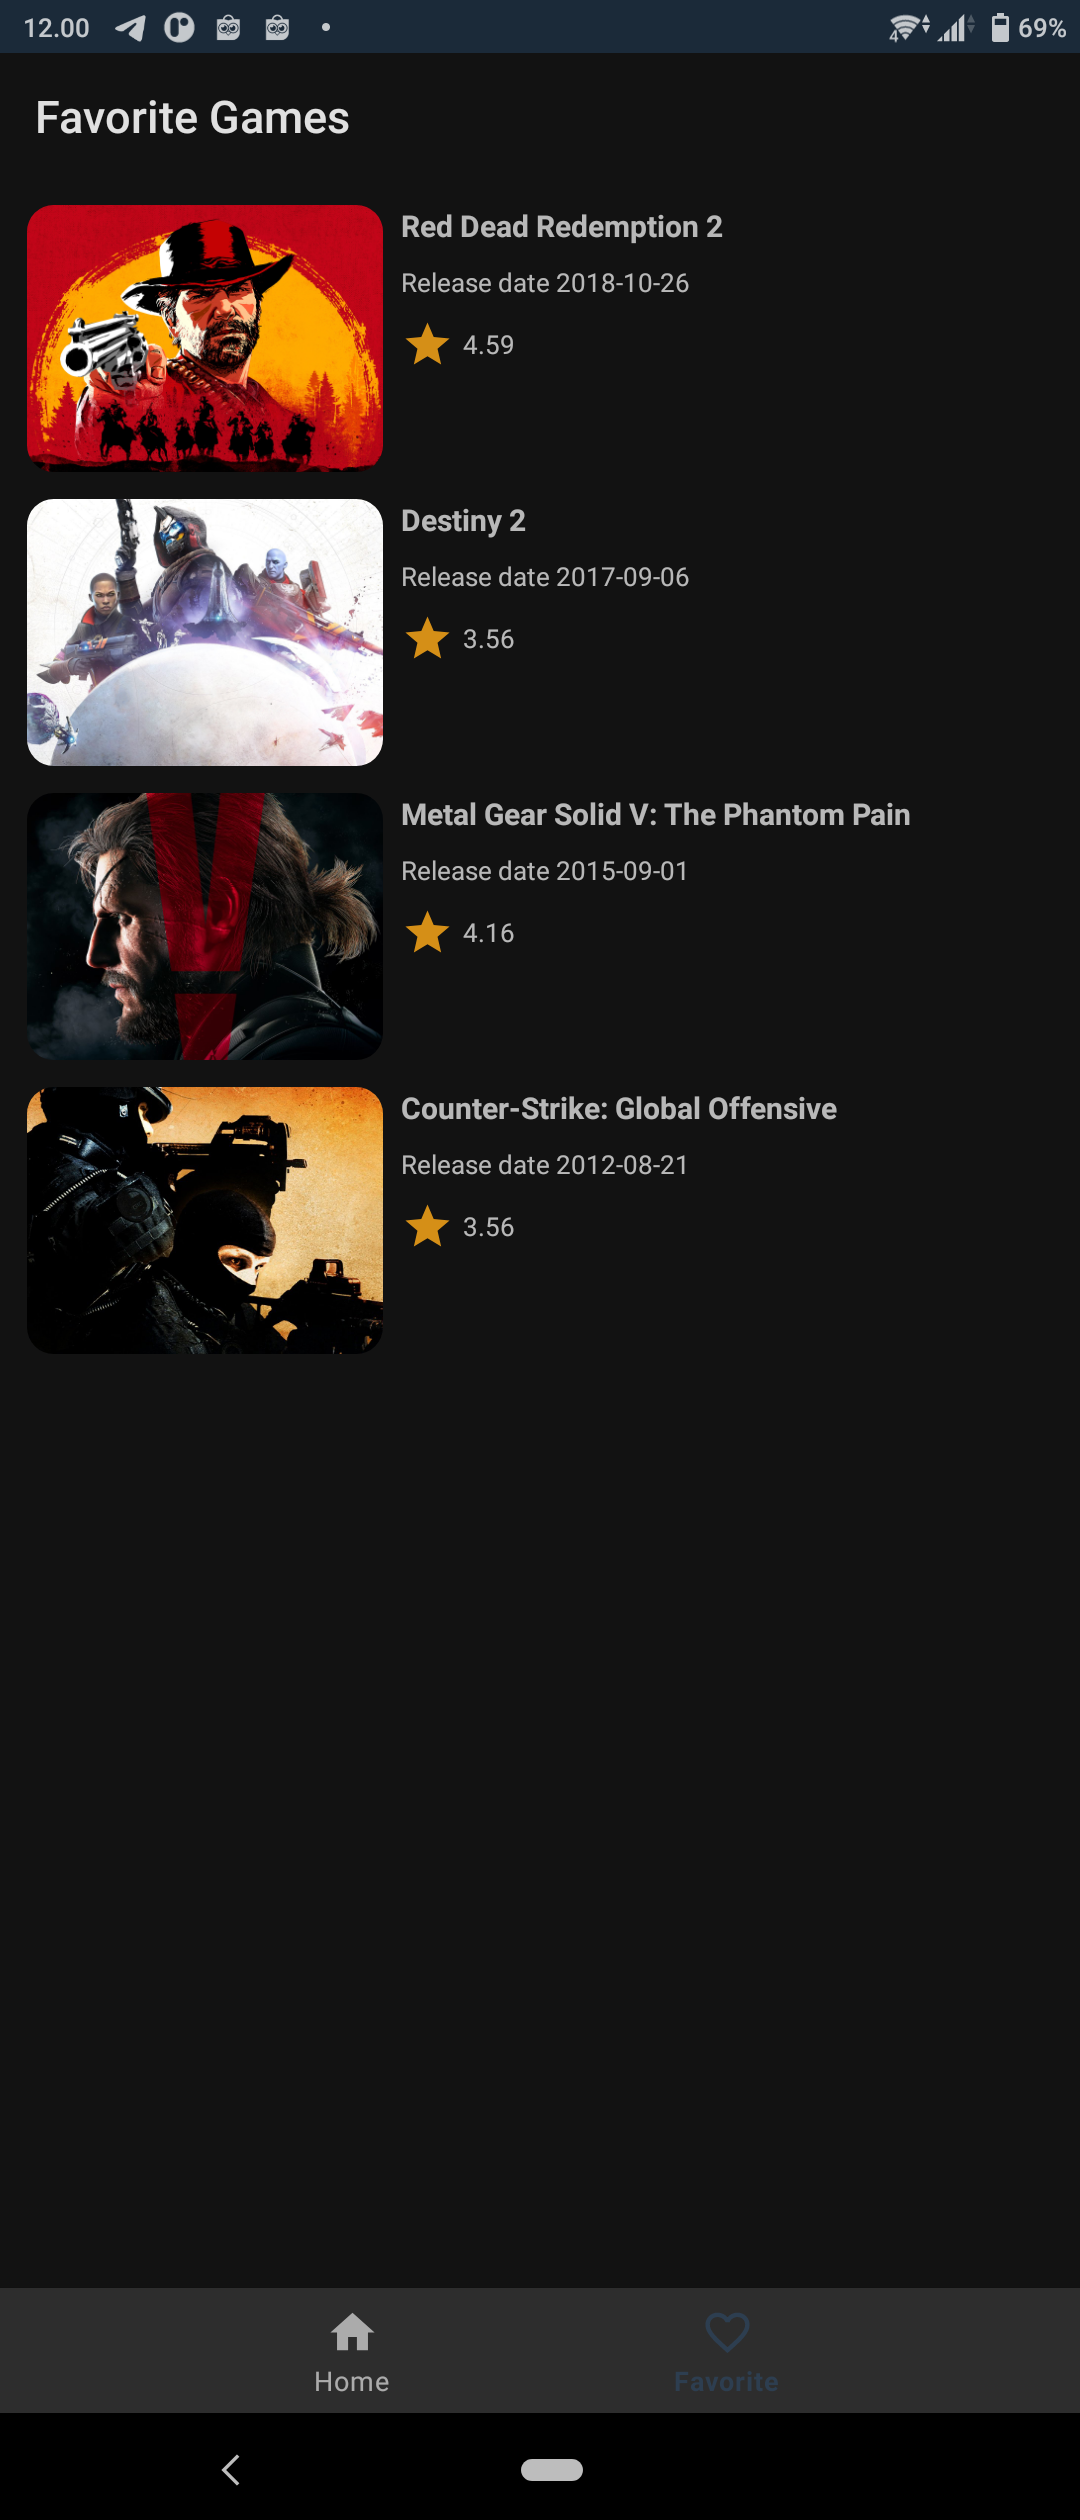 12.00 69%
Favorite Games
Red Dead Redemption 2
Release date 2018-10-26
4.59
Destiny 2
Release date 2017-09-06
3.56
Metal Gear Solid V: The Phantom Pain
Release date 2015-09-01
4.16
Counter-Strike: Global Offensive
Release date 2012-08-21
3.56
Home Favorite